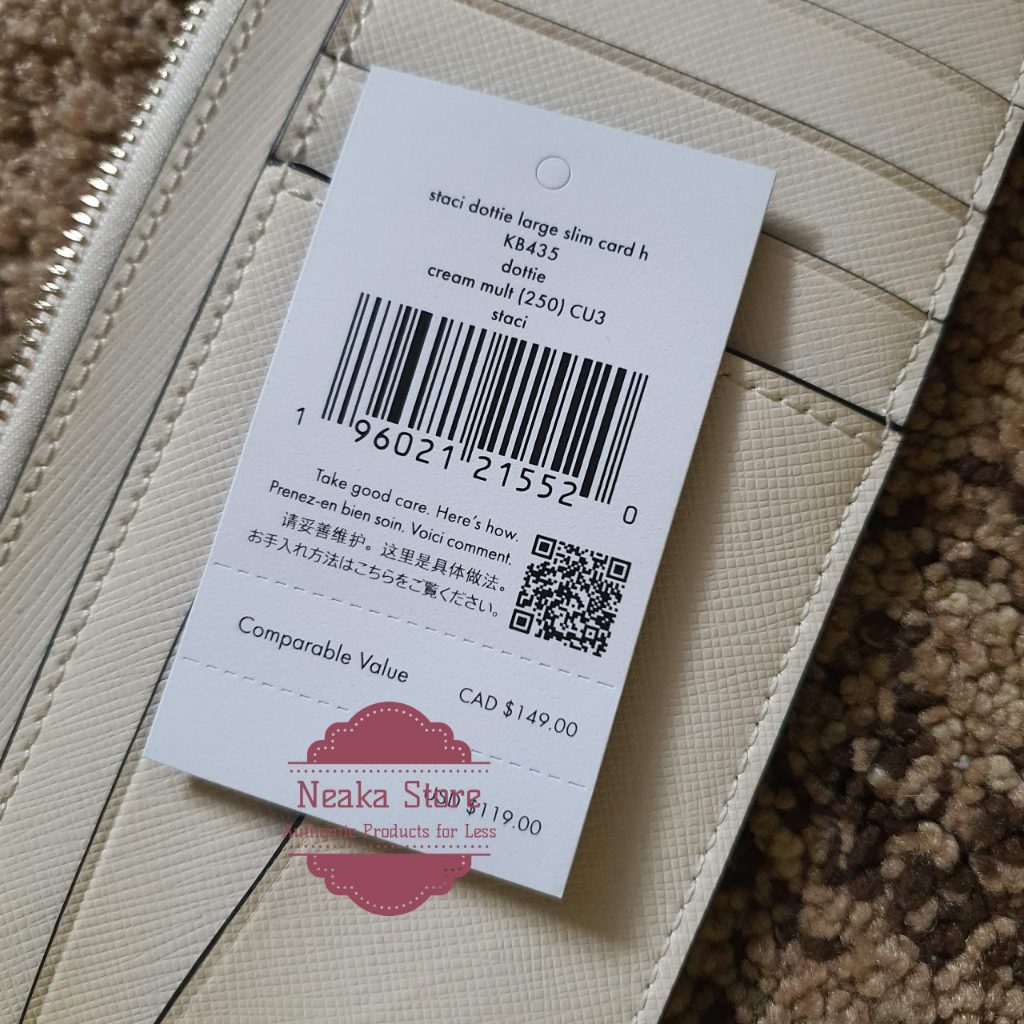 staci dottie large slim card h
KB435
dottie
cream mult (250) CU3
staci
1 96021 21552 0
Take good care. Here's how.
Prenez-en bien soin. Voici comment.
请妥善维护。这里是具体做法。
お手入れ方法はこちらをご覧ください。
Comparable Value
CAD $149.00
USD $119.00
Neaka Store
Authentic Products for Less